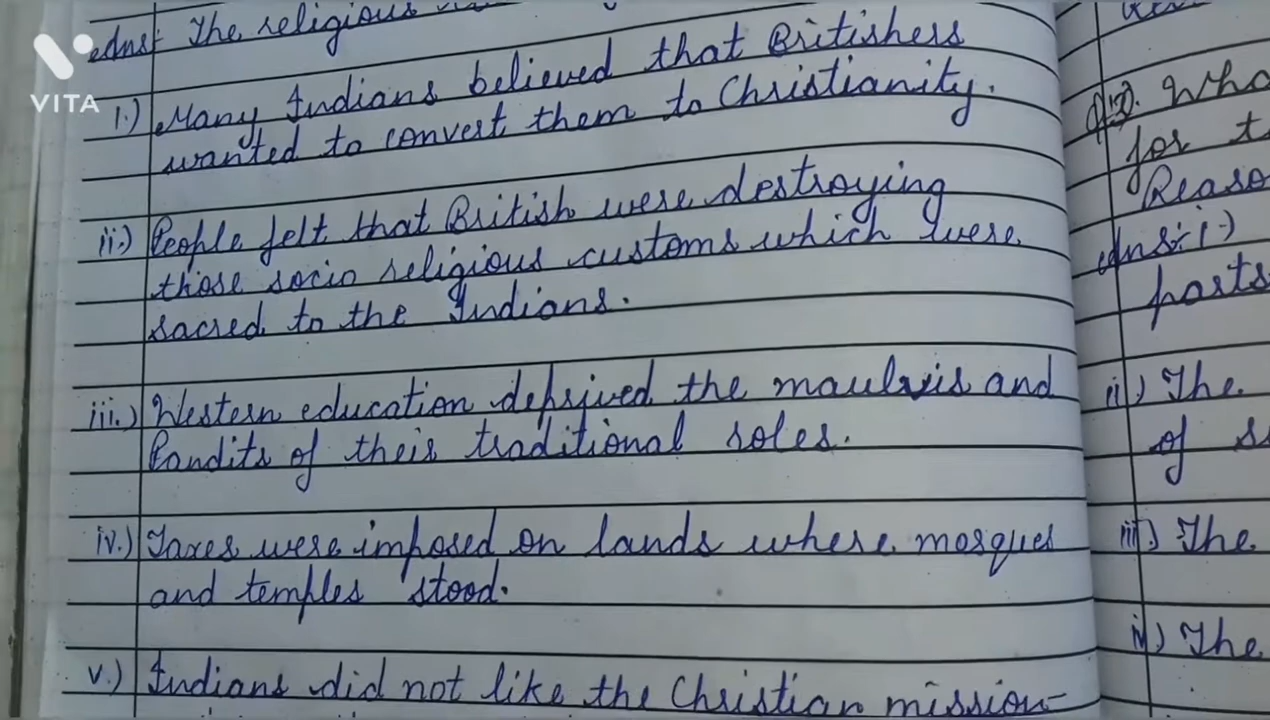 VITA
Ans: The religious
i.) Many Indians believed that Britishers
wanted to convert them to Christianity.
ii.) People felt that British were destroying
those socio religious customs which were
sacred to the Indians.
iii.) Western education deprived the maulvis and
Pandits of their traditional roles.
iv.) Taxes were imposed on lands where mosques
and temples stood.
v.) Indians did not like the Christian mission-
Who
for t
Reaso
Ans:- i.)
parts
ii.) The
of s
iii.) The
iv.) The